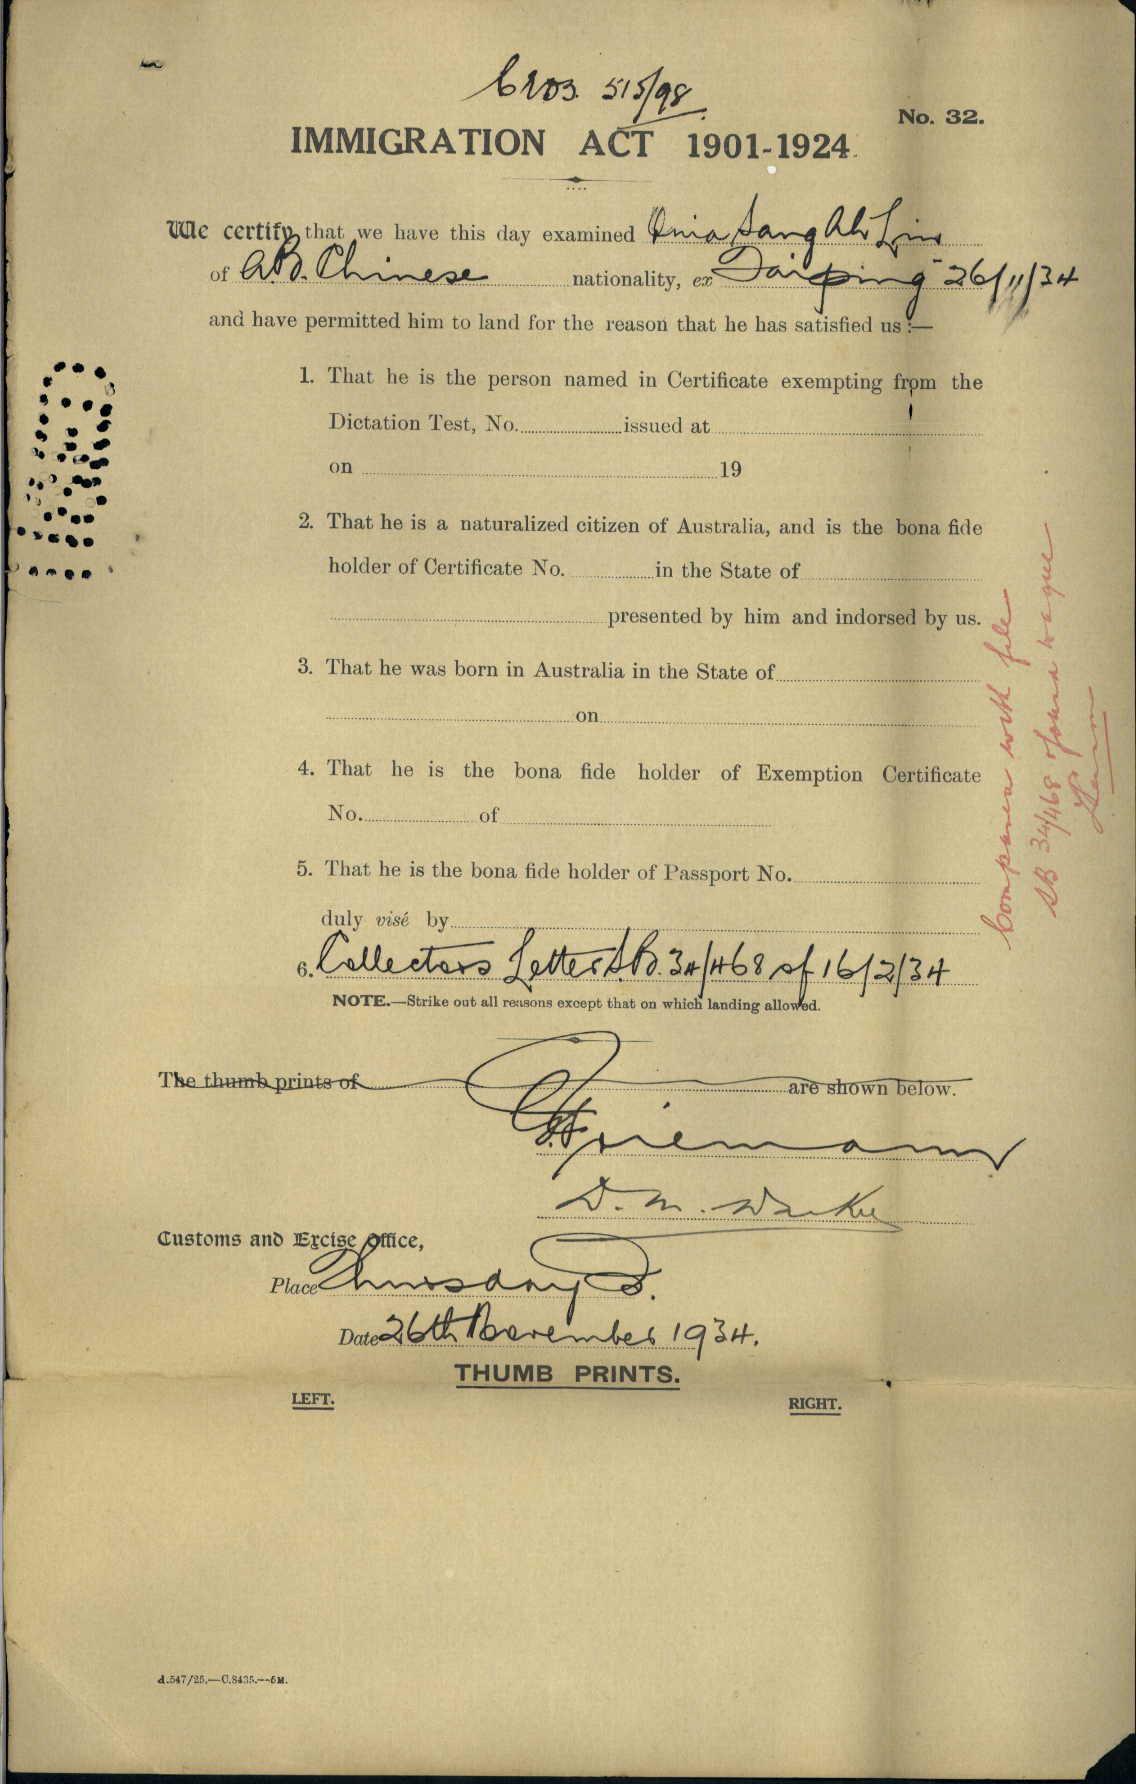 515/98
No. 32.
IMMIGRATION ACT 1901-1924.
We certify that we have this day examined Sang Ah Lin
of A.B. Chinese nationality, ex "Taiping" 26/11/34
and have permitted him to land for the reason that he has satisfied us :—
1. That he is the person named in Certificate exempting from the
Dictation Test, No. issued at
on 19
2. That he is a naturalized citizen of Australia, and is the bona fide
holder of Certificate No. in the State of
presented by him and indorsed by us.
3. That he was born in Australia in the State of
on
4. That he is the bona fide holder of Exemption Certificate
No. of
5. That he is the bona fide holder of Passport No.
duly visé by
6. Collectors Letter S.B. 34/468 of 16/2/34
NOTE.—Strike out all reasons except that on which landing allowed.
The thumb prints of are shown below.
D. M.
Customs and Excise Office,
Place Thursday I.
Date 26th November 1934.
THUMB PRINTS.
LEFT. RIGHT.
A.547/25.—C.8435.—5M.
Compared with file
SB 34/468